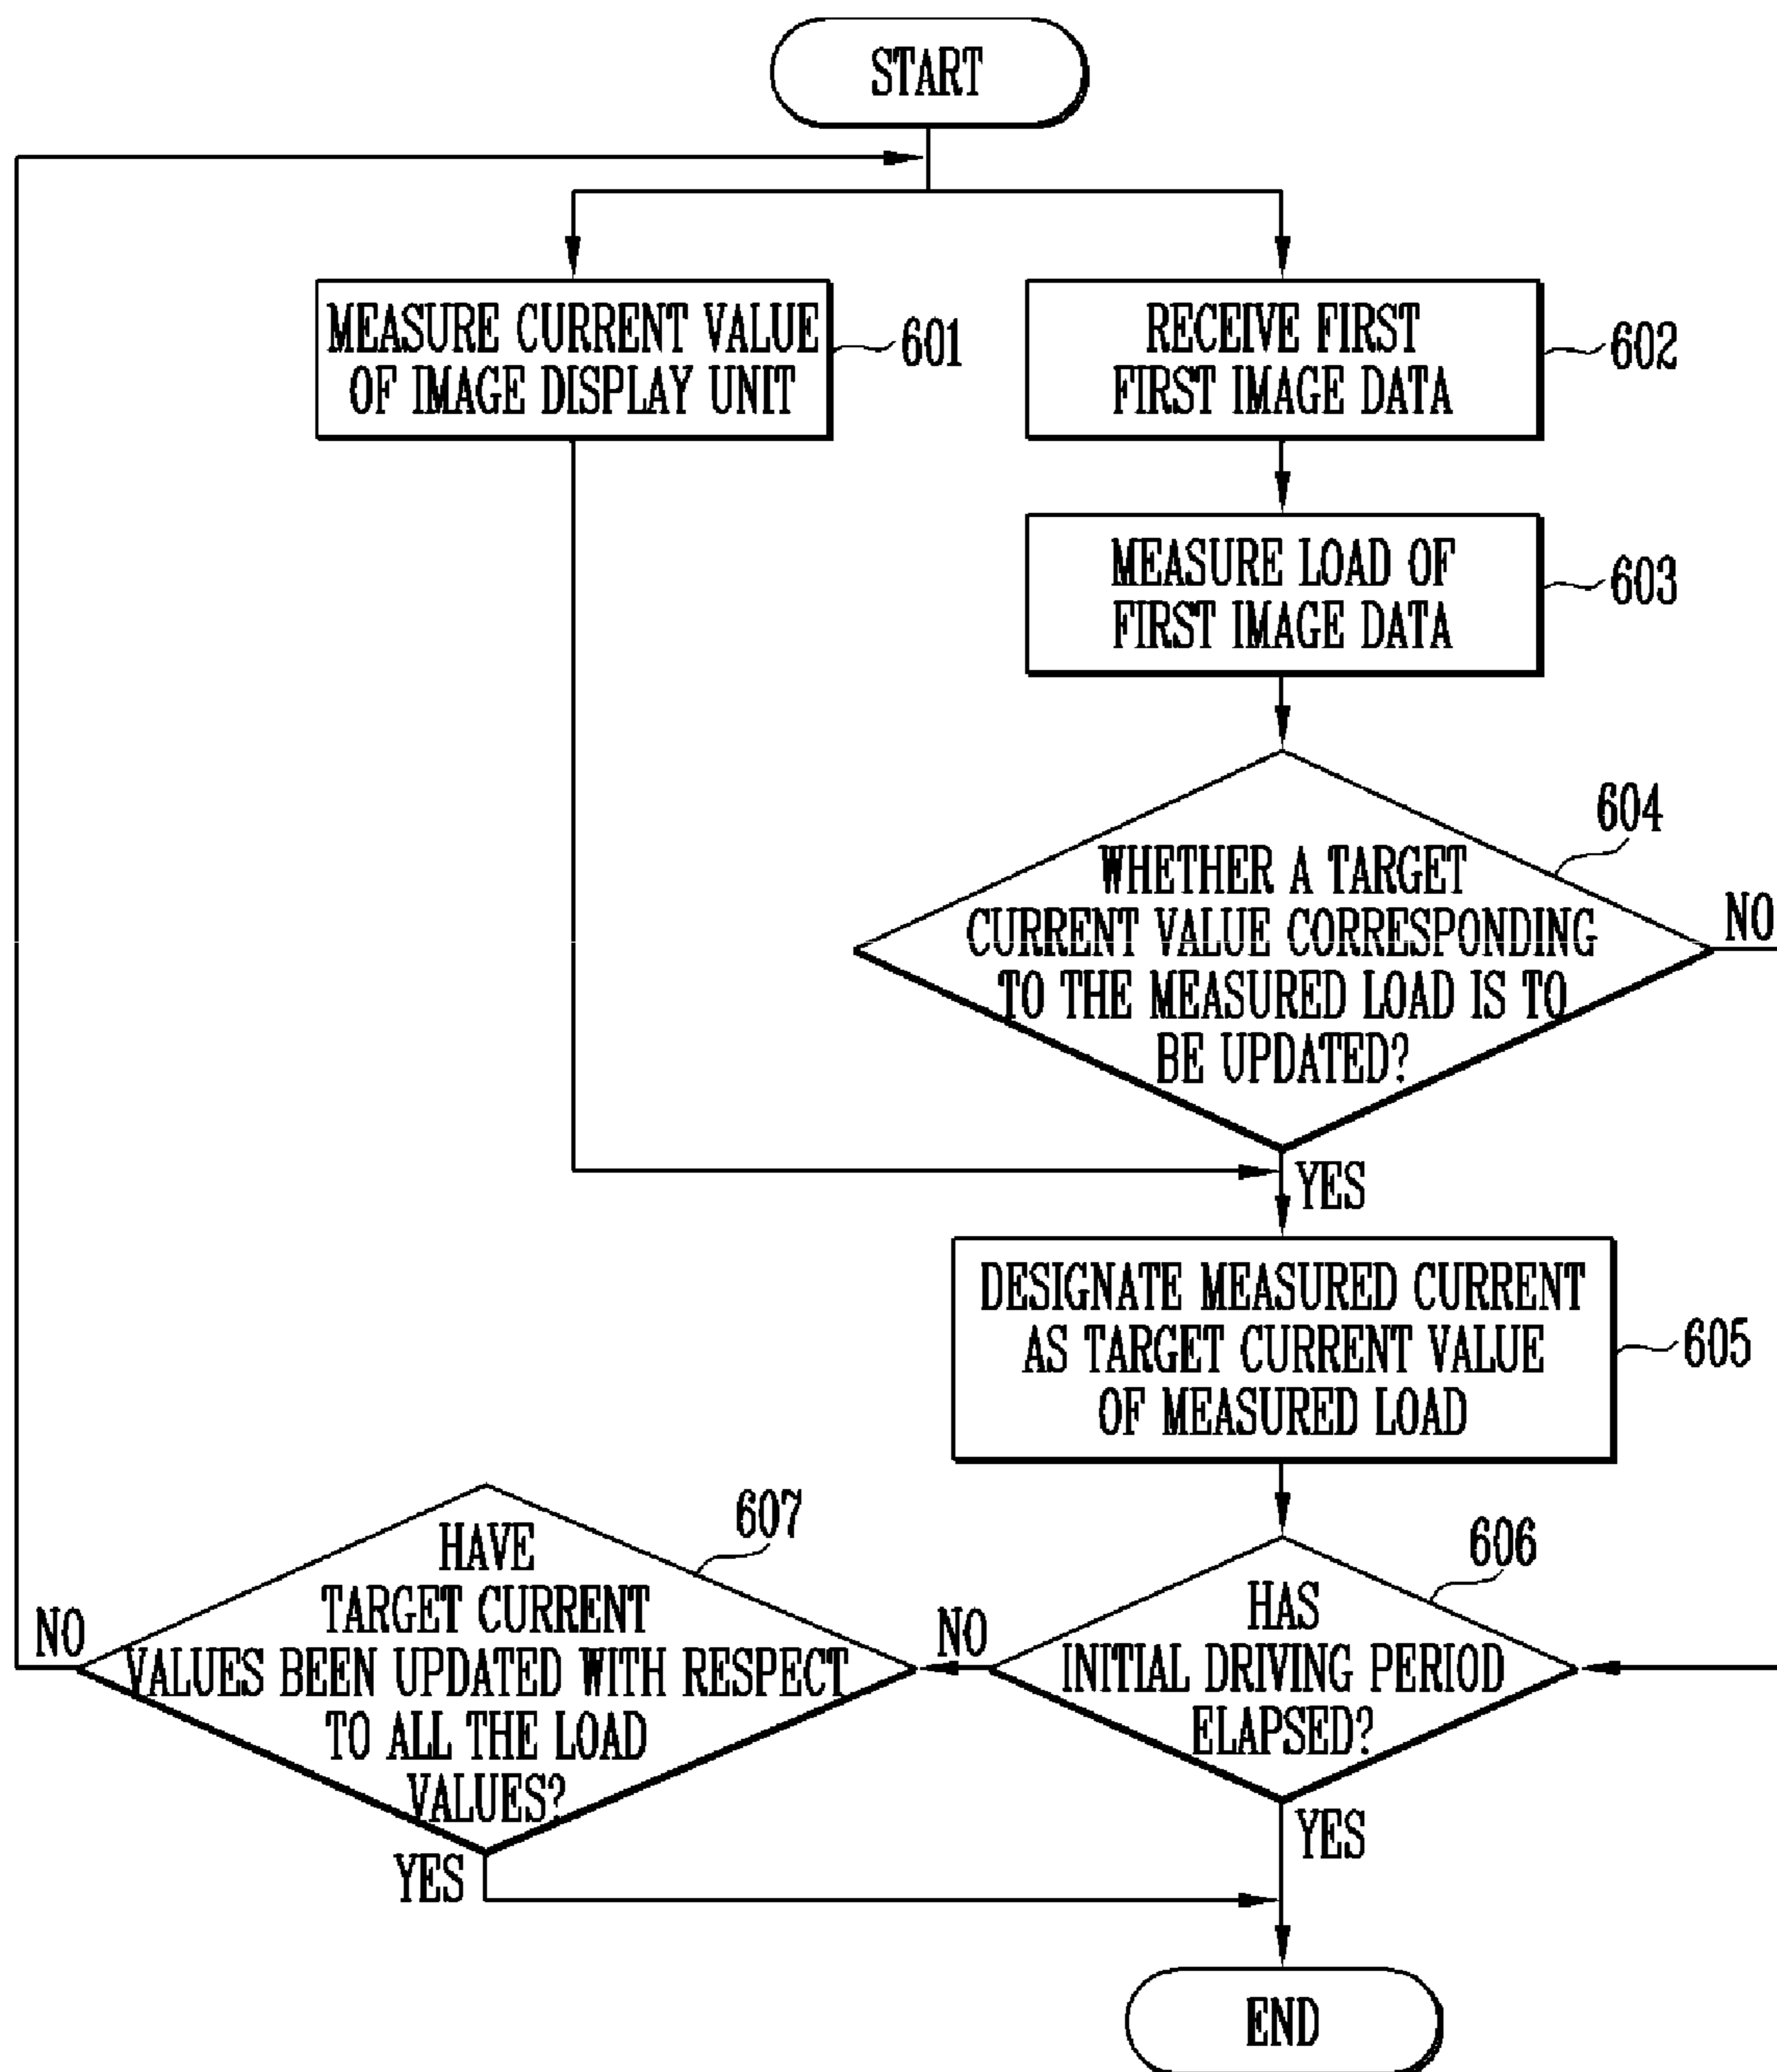 START
MEASURE CURRENT VALUE
OF IMAGE DISPLAY UNIT
601
RECEIVE FIRST
FIRST IMAGE DATA
602
MEASURE LOAD OF
FIRST IMAGE DATA
603
604
WHETHER A TARGET
CURRENT VALUE CORRESPONDING
TO THE MEASURED LOAD IS TO
BE UPDATED?
NO
YES
DESIGNATE MEASURED CURRENT
AS TARGET CURRENT VALUE
OF MEASURED LOAD
605
606
HAS
INITIAL DRIVING PERIOD
ELAPSED?
NO
YES
607
HAVE
TARGET CURRENT
VALUES BEEN UPDATED WITH RESPECT
TO ALL THE LOAD
VALUES?
NO
YES
END